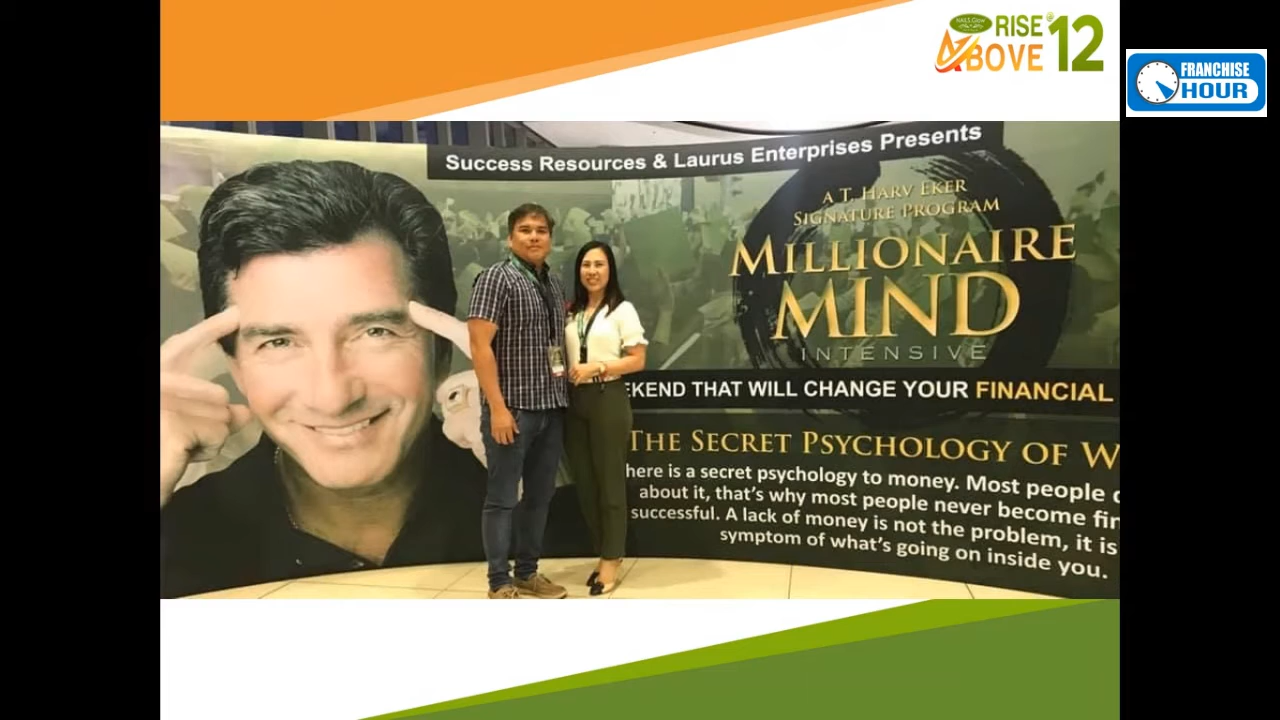 RISE
ABOVE
12
FRANCHISE
HOUR
Success Resources & Laurus Enterprises Presents
A T. HARV EKER
SIGNATURE PROGRAM
MILLIONAIRE
MIND
INTENSIVE
EKEND THAT WILL CHANGE YOUR FINANCIAL
THE SECRET PSYCHOLOGY OF W
here is a secret psychology to money. Most people
about it, that's why most people never become fin
successful. A lack of money is not the problem, it is
symptom of what's going on inside you.